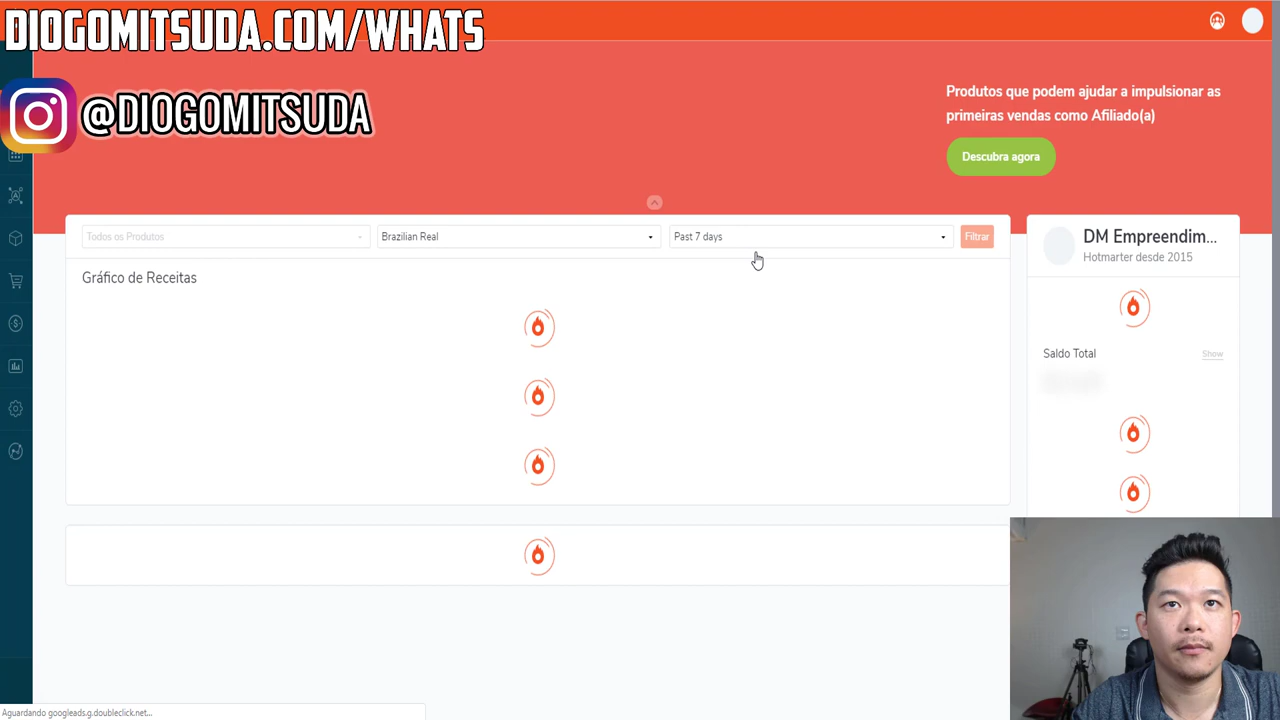 DIOGOMITSUDA.COM/WHATS
@DIOGOMITSUDA
Produtos que podem ajudar a impulsionar as
primeiras vendas como Afiliado(a)
Descubra agora
Todos os Produtos
Brazilian Real
Past 7 days
Filtrar
DM Empreendim...
Hotmarter desde 2015
Gráfico de Receitas
Saldo Total
Show
Aguardando googleads.g.doubleclick.net...